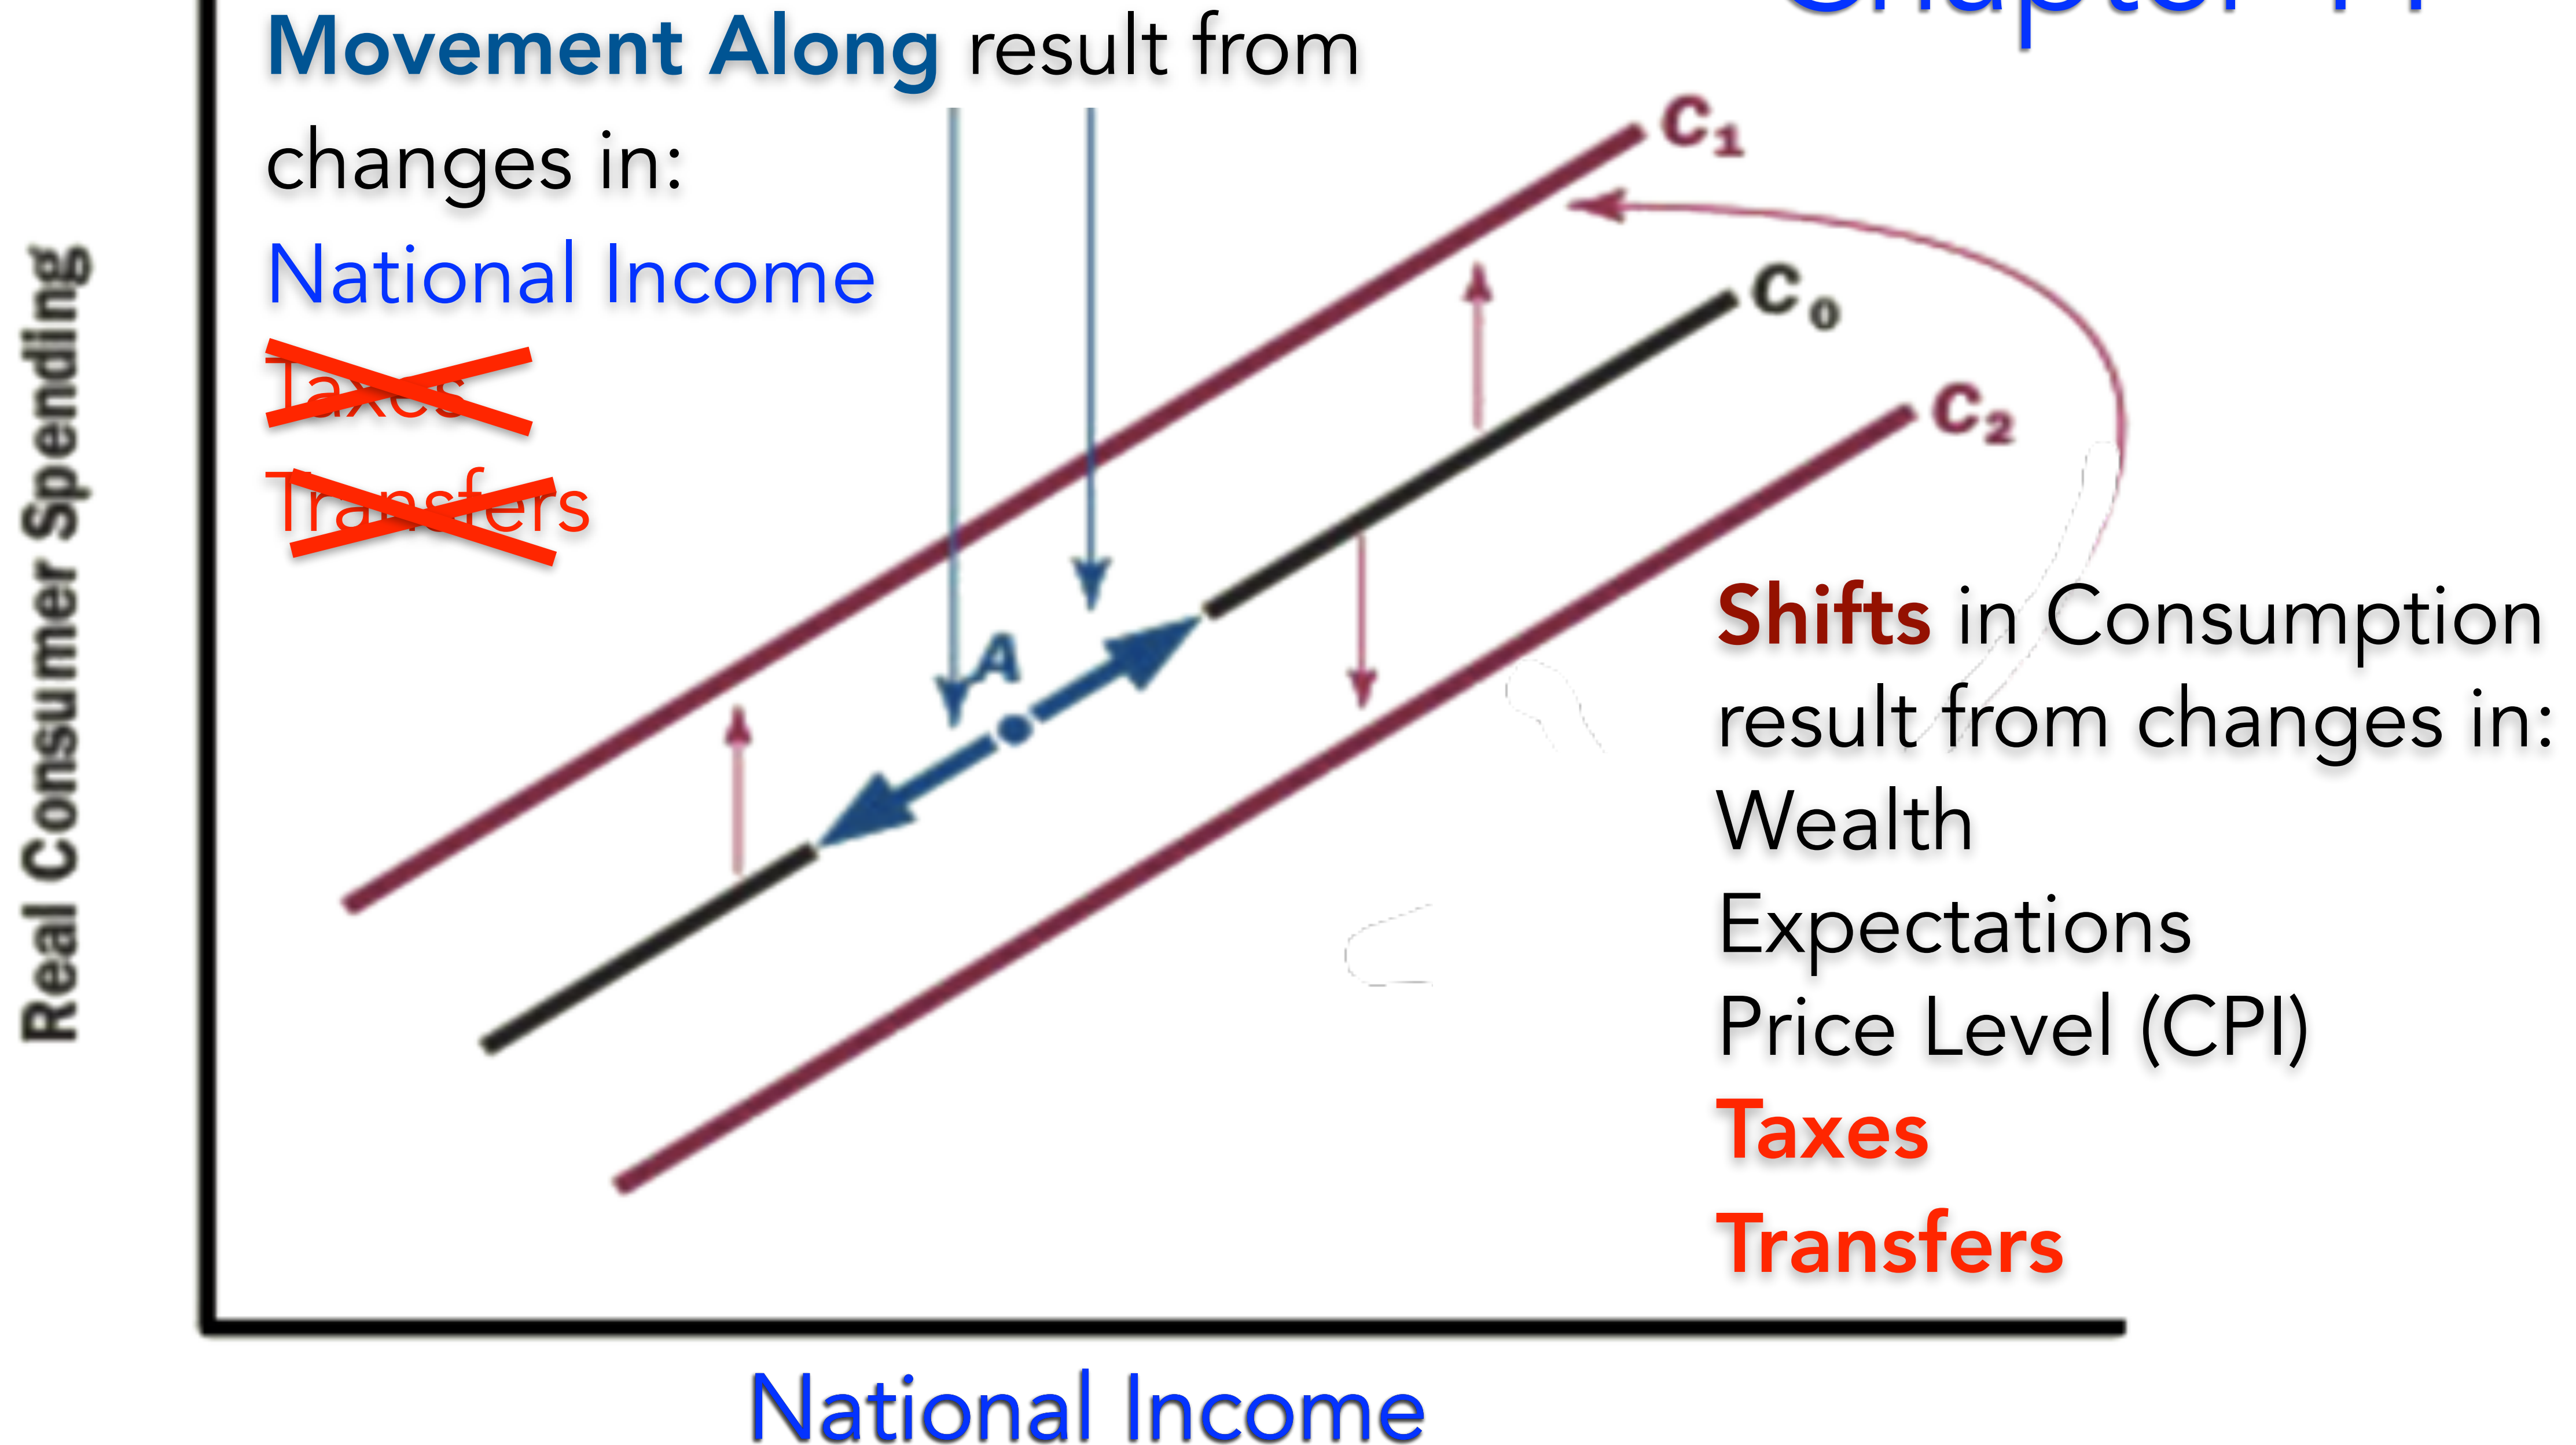 Movement Along result from
changes in:
National Income
Taxes
Transfers
Real Consumer Spending
C₁
C₀
C₂
A
Shifts in Consumption
result from changes in:
Wealth
Expectations
Price Level (CPI)
Taxes
Transfers
National Income